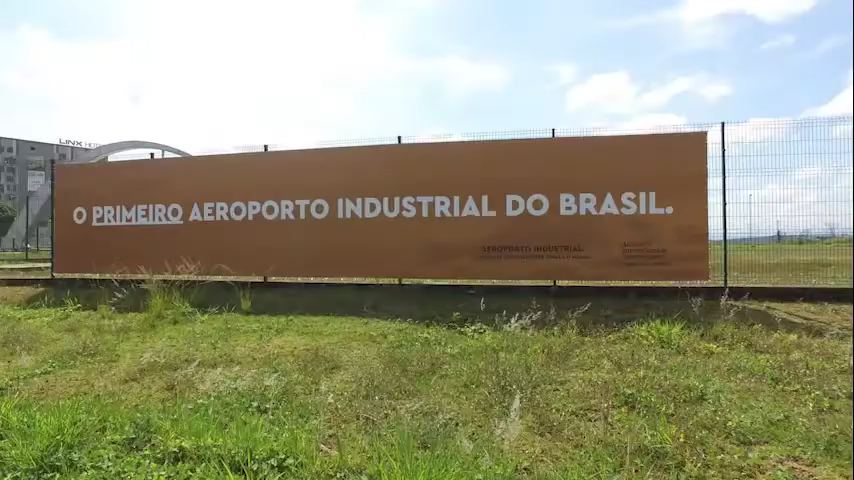 LINX
O PRIMEIRO AEROPORTO INDUSTRIAL DO BRASIL.
AEROPORTO INDUSTRIAL